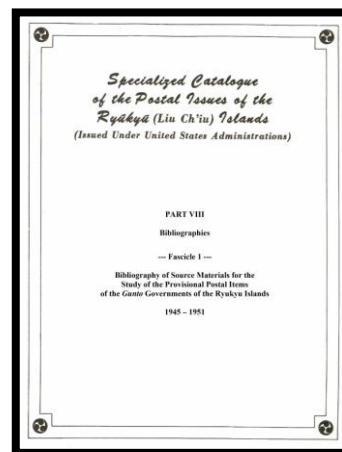 Specialized Catalogue
of the Postal Issues of the
Ryūkyū (Liu Ch'iu) Islands
(Issued Under United States Administrations)
PART VIII
Bibliographies
--- Fascicle 1 ---
Bibliography of Source Materials for the
Study of the Provisional Postal Items
of the Gunto Governments of the Ryukyu Islands
1945 – 1951